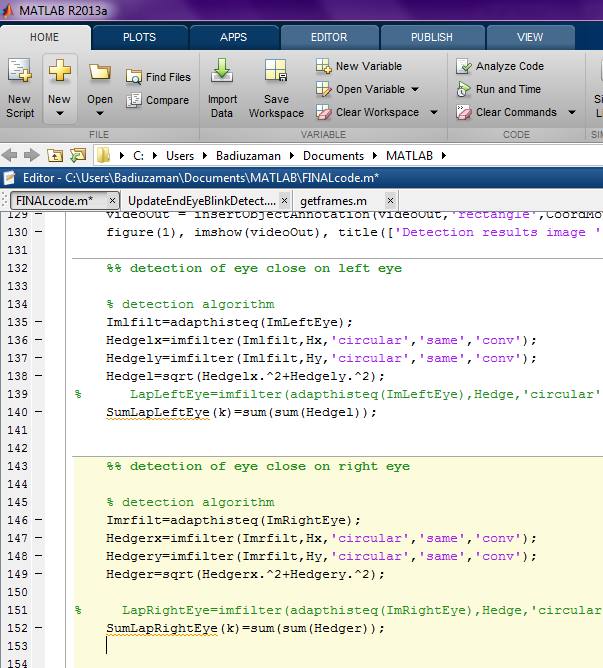 MATLAB R2013a
HOME PLOTS APPS EDITOR PUBLISH VIEW
New Script
New
Open
Find Files
Compare
Import Data
Save Workspace
New Variable
Open Variable
Clear Workspace
Analyze Code
Run and Time
Clear Commands
FILE VARIABLE CODE
C: Users Badiuzaman Documents MATLAB
Editor - C:\Users\Badiuzaman\Documents\MATLAB\FINALcode.m*
FINALcode.m* × UpdateEndEyeBlinkDetect.... × getframes.m ×
129 – videoOut = insertObjectAnnotation(videoOut,'rectangle',CoordMo
130 – figure(1), imshow(videoOut), title(['Detection results image '
131
132 %% detection of eye close on left eye
133
134 % detection algorithm
135 – Imlfilt=adapthisteq(ImLeftEye);
136 – Hedgelx=imfilter(Imlfilt,Hx,'circular','same','conv');
137 – Hedgely=imfilter(Imlfilt,Hy,'circular','same','conv');
138 – Hedgel=sqrt(Hedgelx.^2+Hedgely.^2);
139 % LapLeftEye=imfilter(adapthisteq(ImLeftEye),Hedge,'circular'
140 – SumLapLeftEye(k)=sum(sum(Hedgel));
141
142
143 %% detection of eye close on right eye
144
145 % detection algorithm
146 – Imrfilt=adapthisteq(ImRightEye);
147 – Hedgerx=imfilter(Imrfilt,Hx,'circular','same','conv');
148 – Hedgery=imfilter(Imrfilt,Hy,'circular','same','conv');
149 – Hedger=sqrt(Hedgerx.^2+Hedgery.^2);
150
151 % LapRightEye=imfilter(adapthisteq(ImRightEye),Hedge,'circular
152 – SumLapRightEye(k)=sum(sum(Hedger));
153
154